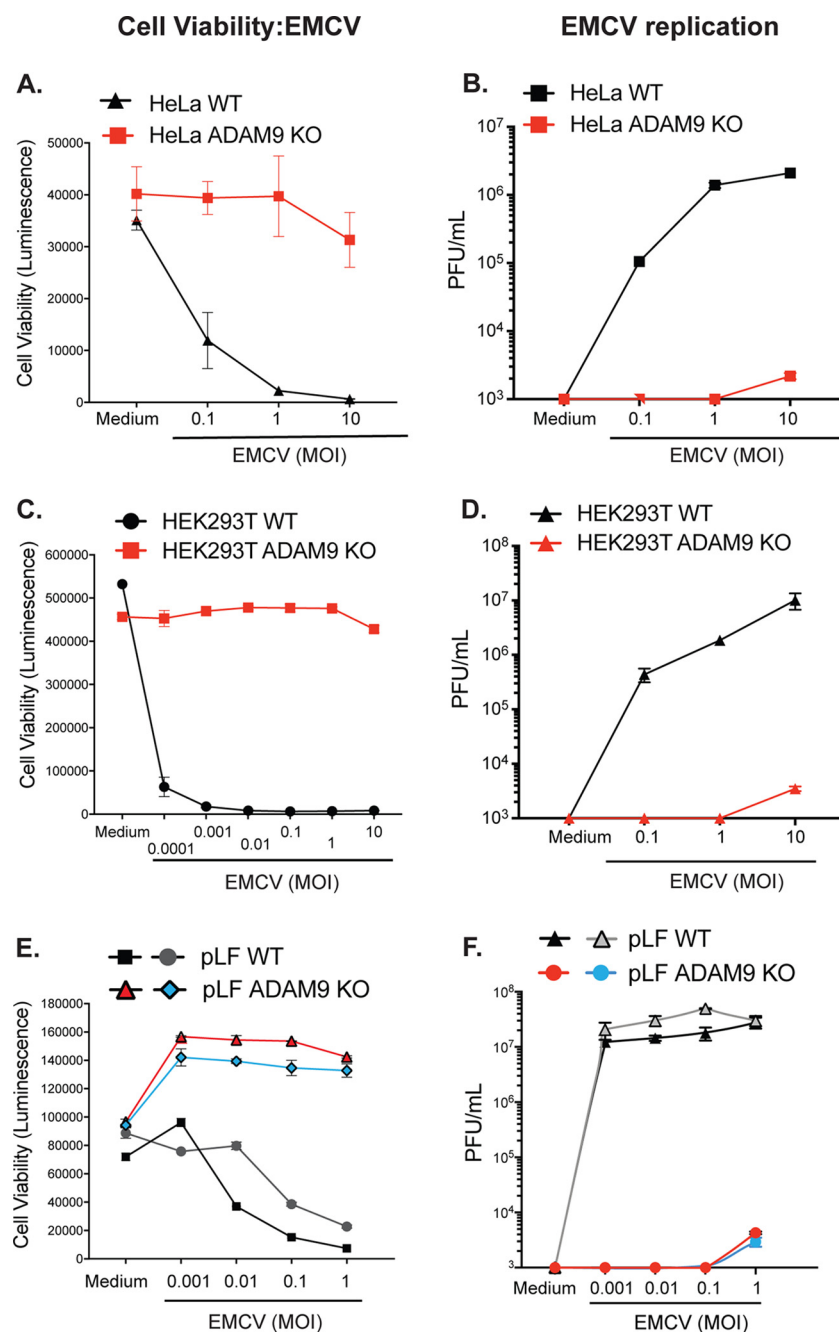 Cell Viability:EMCV
EMCV replication
A.
HeLa WT
HeLa ADAM9 KO
Cell Viability (Luminescence)
50000
40000
30000
20000
10000
0
Medium
0.1
1
10
EMCV (MOI)
B.
HeLa WT
HeLa ADAM9 KO
PFU/mL
10⁷
10⁶
10⁵
10⁴
10³
Medium
0.1
1
10
EMCV (MOI)
C.
HEK293T WT
HEK293T ADAM9 KO
Cell Viability (Luminescence)
600000
500000
400000
300000
200000
100000
0
Medium
0.0001
0.001
0.01
0.1
1
10
EMCV (MOI)
D.
HEK293T WT
HEK293T ADAM9 KO
PFU/mL
10⁸
10⁷
10⁶
10⁵
10⁴
10³
Medium
0.1
1
10
EMCV (MOI)
E.
pLF WT
pLF ADAM9 KO
Cell Viability (Luminescence)
180000
160000
140000
120000
100000
80000
60000
40000
20000
0
Medium
0.001
0.01
0.1
1
EMCV (MOI)
F.
pLF WT
pLF ADAM9 KO
PFU/mL
10⁸
10⁷
10⁶
10⁵
10⁴
3
Medium
0.001
0.01
0.1
1
EMCV (MOI)